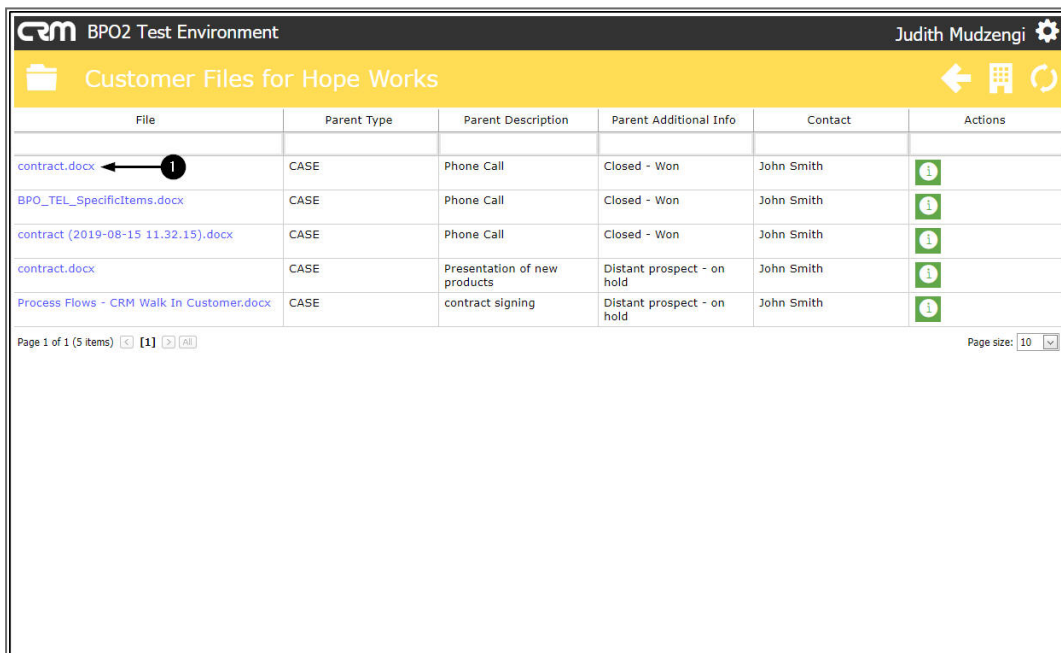 CRM BPO2 Test Environment Judith Mudzengi
Customer Files for Hope Works
File Parent Type Parent Description Parent Additional Info Contact Actions
contract.docx 1 CASE Phone Call Closed - Won John Smith i
BPO_TEL_SpecificItems.docx CASE Phone Call Closed - Won John Smith i
contract (2019-08-15 11.32.15).docx CASE Phone Call Closed - Won John Smith i
contract.docx CASE Presentation of new Distant prospect - on John Smith i
products hold
Process Flows - CRM Walk In Customer.docx CASE contract signing Distant prospect - on John Smith i
hold
Page 1 of 1 (5 items) < [1] > All Page size: 10